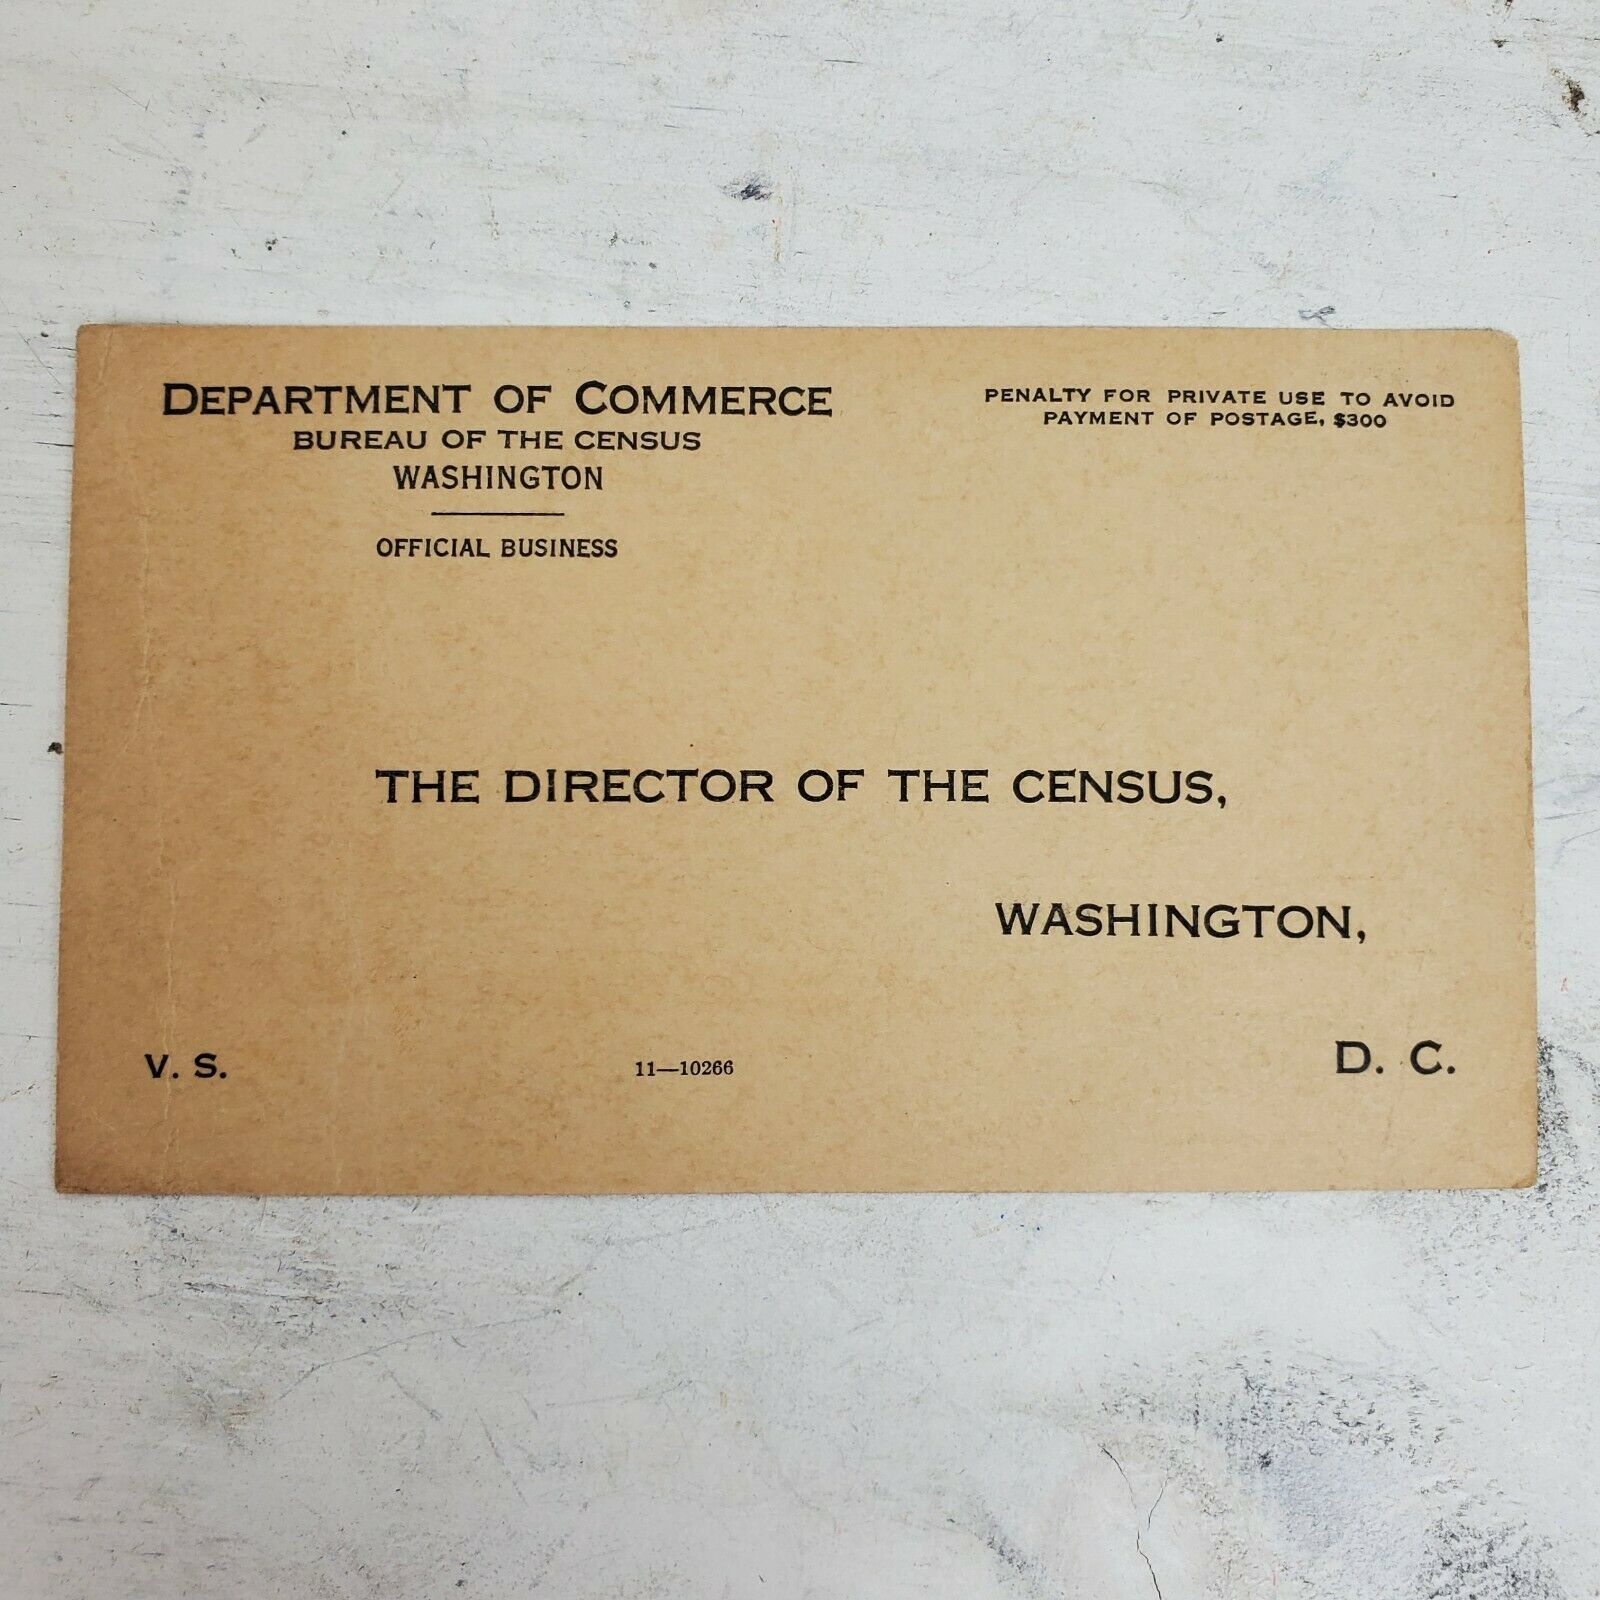 DEPARTMENT OF COMMERCE
BUREAU OF THE CENSUS
WASHINGTON
OFFICIAL BUSINESS
PENALTY FOR PRIVATE USE TO AVOID
PAYMENT OF POSTAGE, $300
THE DIRECTOR OF THE CENSUS,
WASHINGTON,
D. C.
V. S.
11—10266